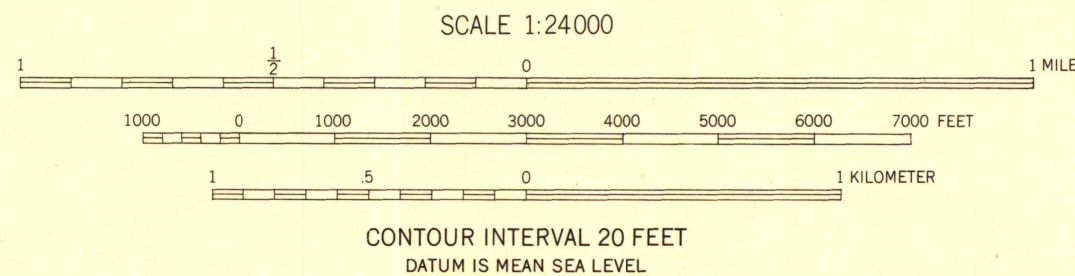 SCALE 1:24000
1 ½ 0 1 MILE
1000 0 1000 2000 3000 4000 5000 6000 7000 FEET
1 .5 0 1 KILOMETER
CONTOUR INTERVAL 20 FEET
DATUM IS MEAN SEA LEVEL